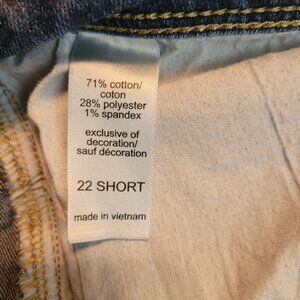 71% cotton/
coton
28% polyester
1% spandex
exclusive of
decoration/
sauf décoration
22 SHORT
made in vietnam